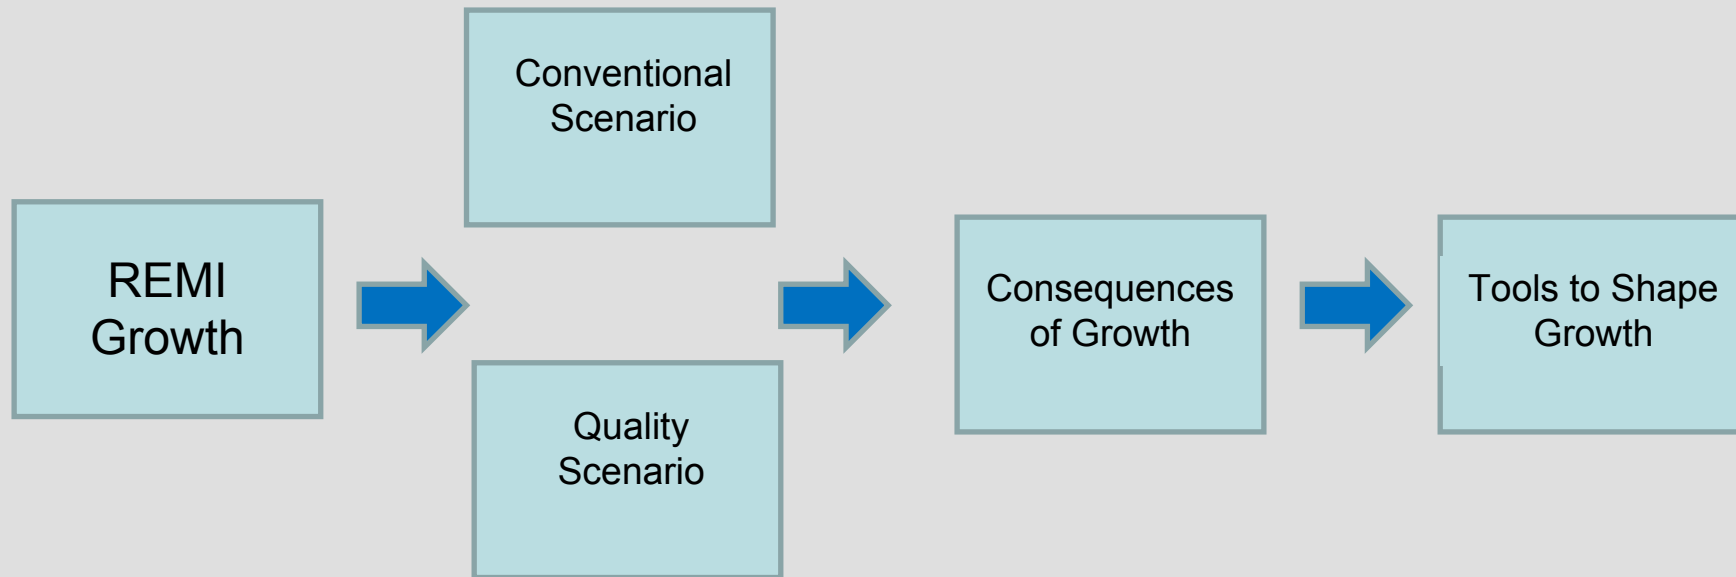 REMI
Growth
Conventional
Scenario
Quality
Scenario
Consequences
of Growth
Tools to Shape
Growth